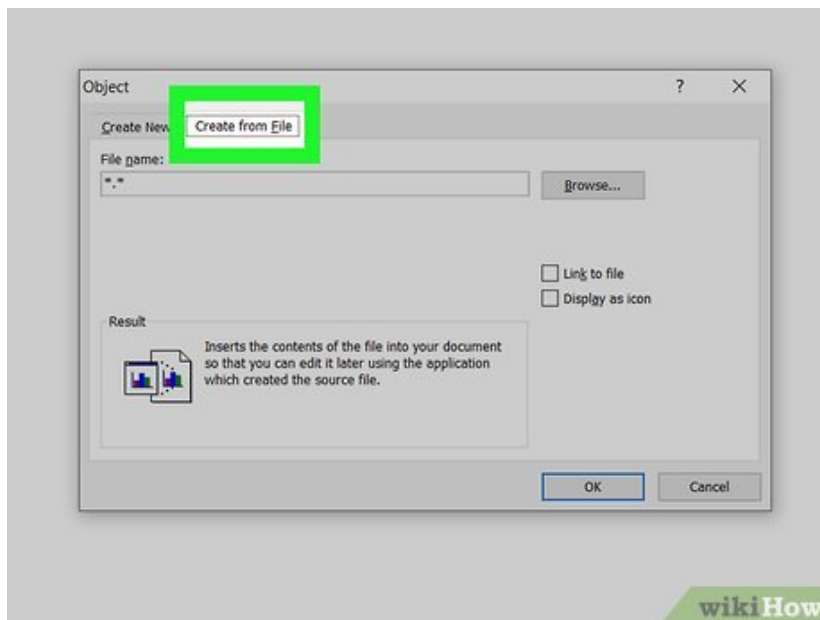 Object
?
Create New
Create from File
File name:
*.*
Browse...
Link to file
Display as icon
Result
Inserts the contents of the file into your document
so that you can edit it later using the application
which created the source file.
OK
Cancel
wikiHow